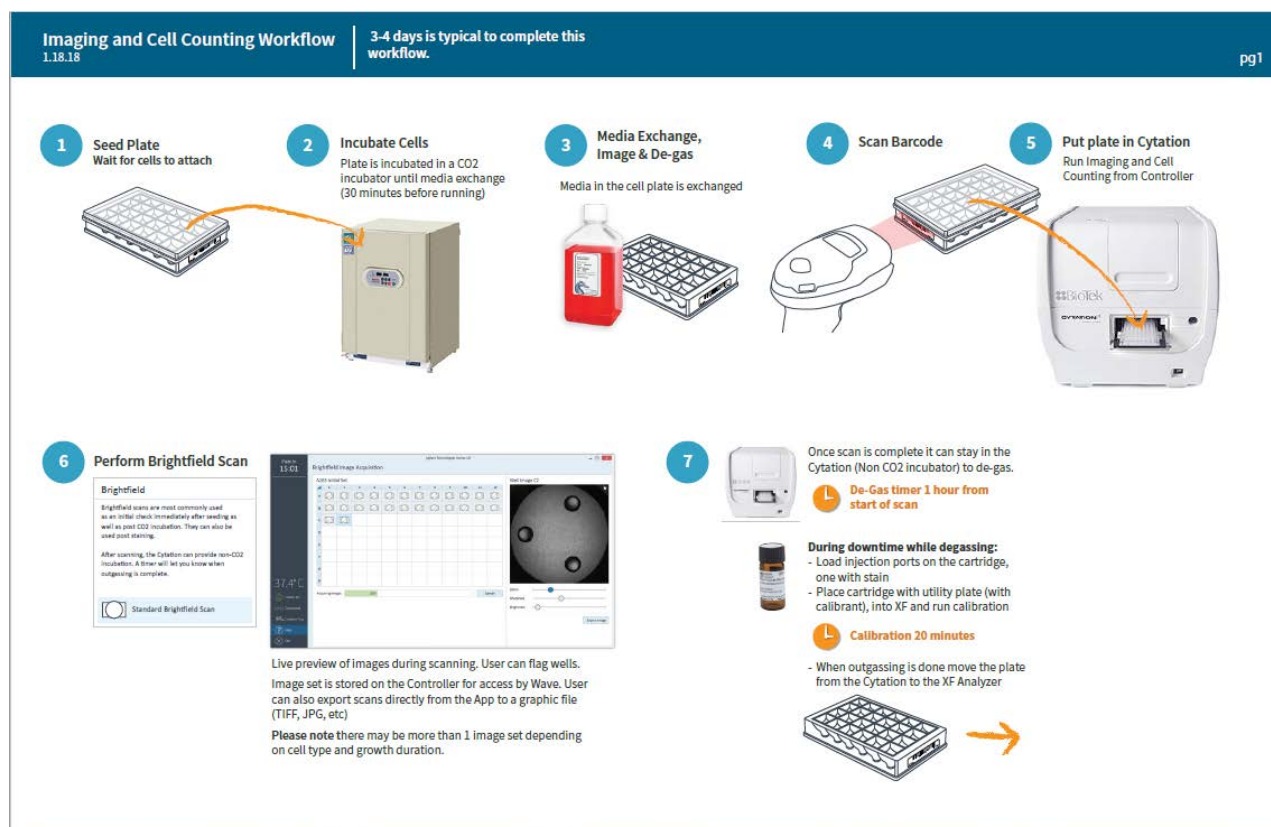 Imaging and Cell Counting Workflow
1.18.18
3-4 days is typical to complete this
workflow.
pg1
1
Seed Plate
Wait for cells to attach
2
Incubate Cells
Plate is incubated in a CO2
incubator until media exchange
(30 minutes before running)
3
Media Exchange,
Image & De-gas
Media in the cell plate is exchanged
4
Scan Barcode
5
Put plate in Cytation
Run Imaging and Cell
Counting from Controller
BioTek
CYTATION
6
Perform Brightfield Scan
Brightfield
Brightfield scans are most commonly used
as an initial check immediately after seeding as
well as post CO2 incubation. They can also be
used post staining.
After scanning, the Cytation can provide non-CO2
incubation. A timer will let you know when
outgassing is complete.
Standard Brightfield Scan
15:01
Brightfield Image Acquisition
37.4°C
Live preview of images during scanning. User can flag wells.
Image set is stored on the Controller for access by Wave. User
can also export scans directly from the App to a graphic file
(TIFF, JPG, etc)
Please note there may be more than 1 image set depending
on cell type and growth duration.
7
Once scan is complete it can stay in the
Cytation (Non CO2 incubator) to de-gas.
De-Gas timer 1 hour from
start of scan
During downtime while degassing:
- Load injection ports on the cartridge,
one with stain
- Place cartridge with utility plate (with
calibrant), into XF and run calibration
Calibration 20 minutes
- When outgassing is done move the plate
from the Cytation to the XF Analyzer